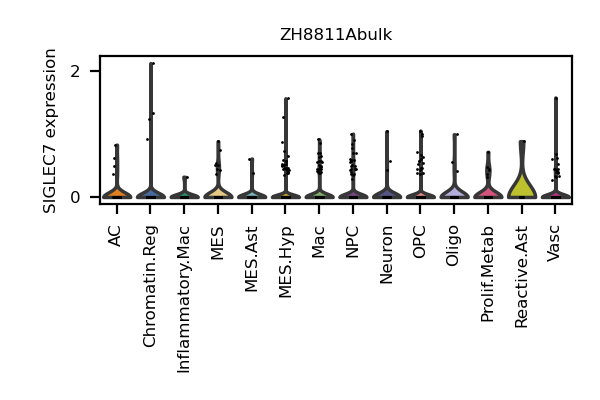 ZH8811Abulk
SIGLEC7 expression
2
0
AC
Chromatin.Reg
Inflammatory.Mac
MES
MES.Ast
MES.Hyp
Mac
NPC
Neuron
OPC
Oligo
Prolif.Metab
Reactive.Ast
Vasc